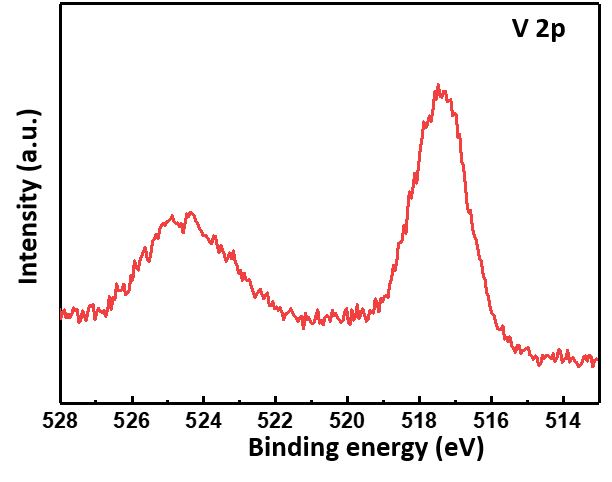 V 2p
Intensity (a.u.)
528 526 524 522 520 518 516 514
Binding energy (eV)